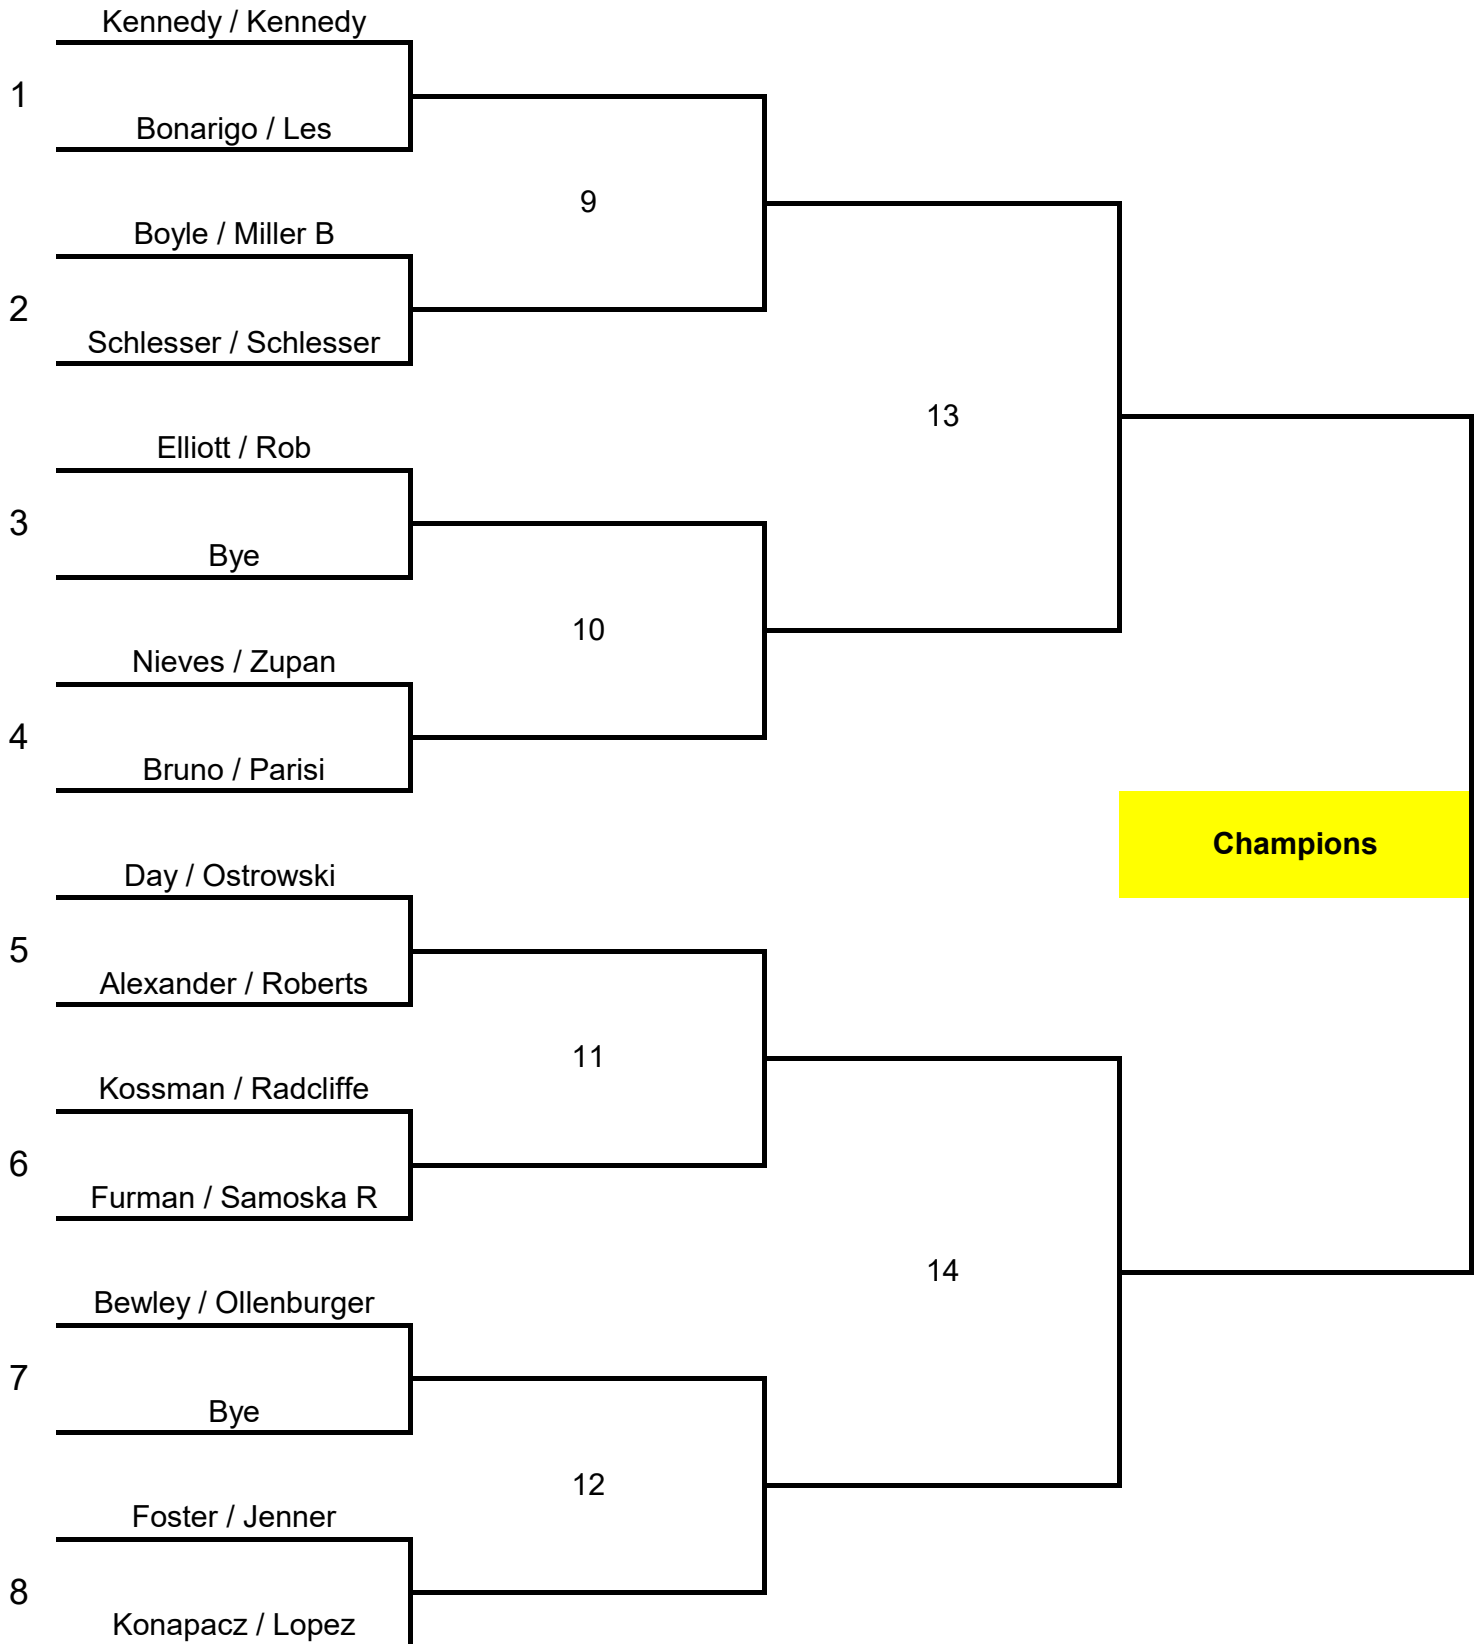 Kennedy / Kennedy
1
Bonarigo / Les
9
Boyle / Miller B
2
Schlesser / Schlesser
13
Elliott / Rob
3
Bye
10
Nieves / Zupan
4
Bruno / Parisi
Champions
Day / Ostrowski
5
Alexander / Roberts
11
Kossman / Radcliffe
6
Furman / Samoska R
14
Bewley / Ollenburger
7
Bye
12
Foster / Jenner
8
Konapacz / Lopez